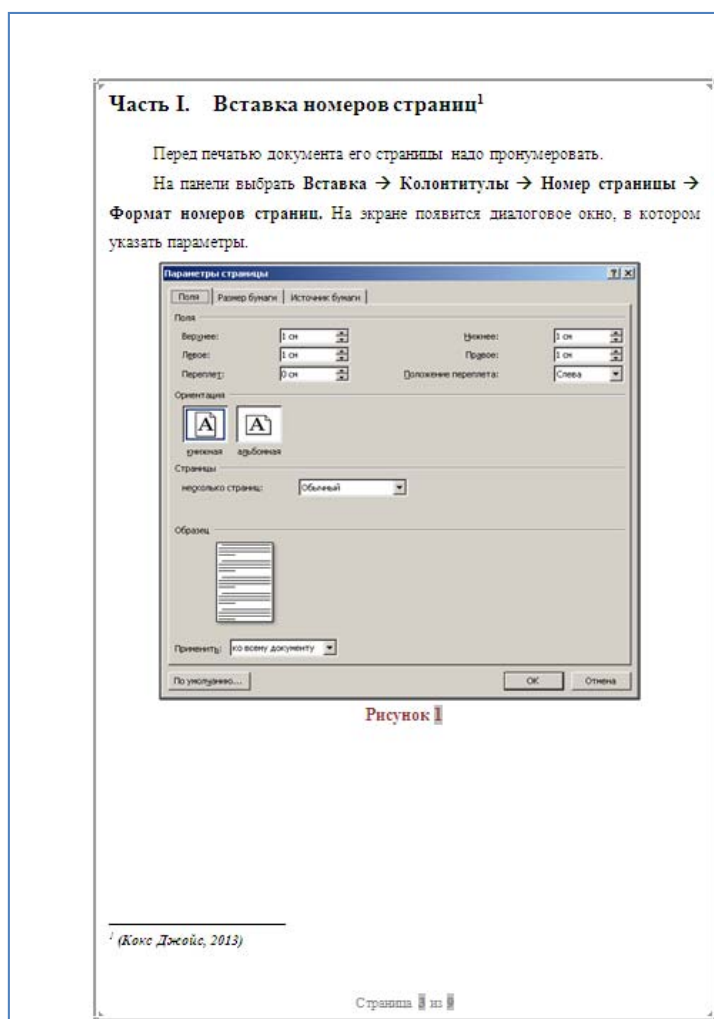 Часть I. Вставка номеров страниц¹
Перед печатью документа его страницы надо пронумеровать.
На панели выбрать Вставка → Колонтитулы → Номер страницы →
Формат номеров страниц. На экране появится диалоговое окно, в котором
указать параметры.
Параметры страницы
Поля Размер бумаги Источник бумаги
Поля
Верхнее: 1 см Нижнее: 1 см
Левое: 1 см Правое: 1 см
Переплет: 0 см Положение переплета: Слева
Ориентация
книжная альбомная
Страницы
несколько страниц: Обычный
Образец
Применить: ко всему документу
По умолчанию... ОК Отмена
Рисунок 1
¹ (Кокс Джойс, 2013)
Страница 3 из 9